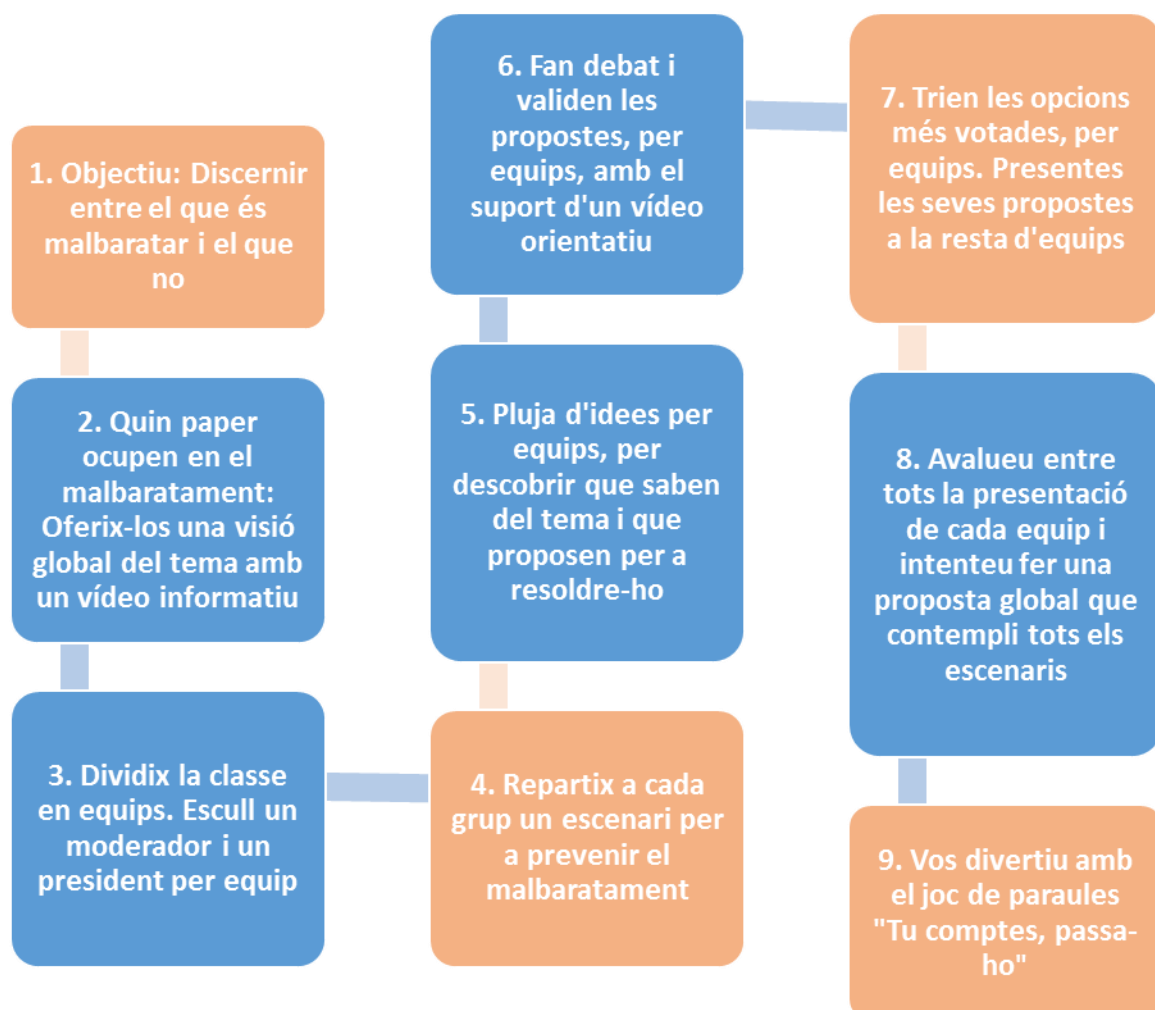 1. Objectiu: Discernir
entre el que és
malbaratar i el que
no
2. Quin paper
ocupen en el
malbaratament:
Oferix-los una visió
global del tema amb
un vídeo informatiu
3. Dividix la classe
en equips. Escull un
moderador i un
president per equip
4. Repartix a cada
grup un escenari per
a prevenir el
malbaratament
5. Pluja d'idees per
equips, per
descobrir que saben
del tema i que
proposen per a
resoldre-ho
6. Fan debat i
validen les
propostes, per
equips, amb el
suport d'un vídeo
orientatiu
7. Trien les opcions
més votades, per
equips. Presentes
les seves propostes
a la resta d'equips
8. Avalueu entre
tots la presentació
de cada equip i
intenteu fer una
proposta global que
contempli tots els
escenaris
9. Vos divertiu amb
el joc de paraules
"Tu comptes, passa-
ho"